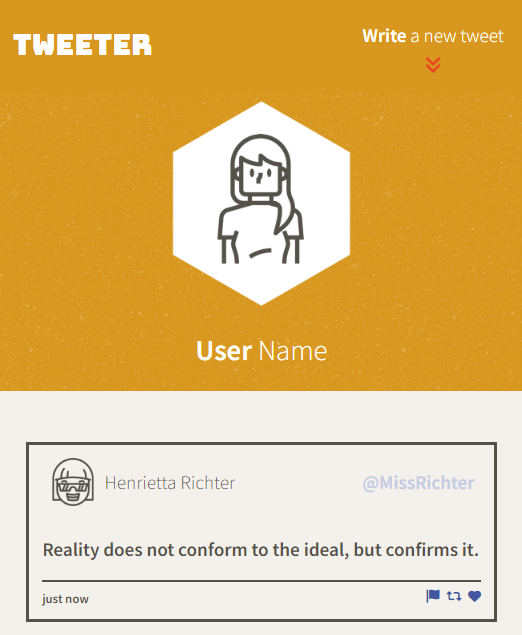 TWEETER
Write a new tweet
User Name
Henrietta Richter
@MissRichter
Reality does not conform to the ideal, but confirms it.
just now